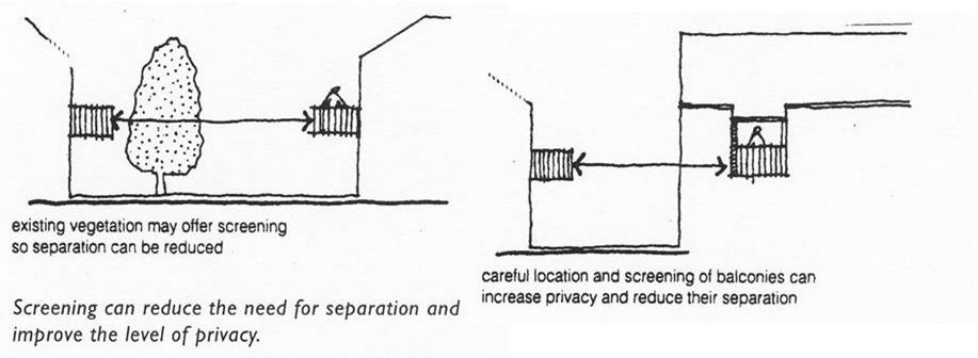 existing vegetation may offer screening
so separation can be reduced
Screening can reduce the need for separation and
improve the level of privacy.
careful location and screening of balconies can
increase privacy and reduce their separation